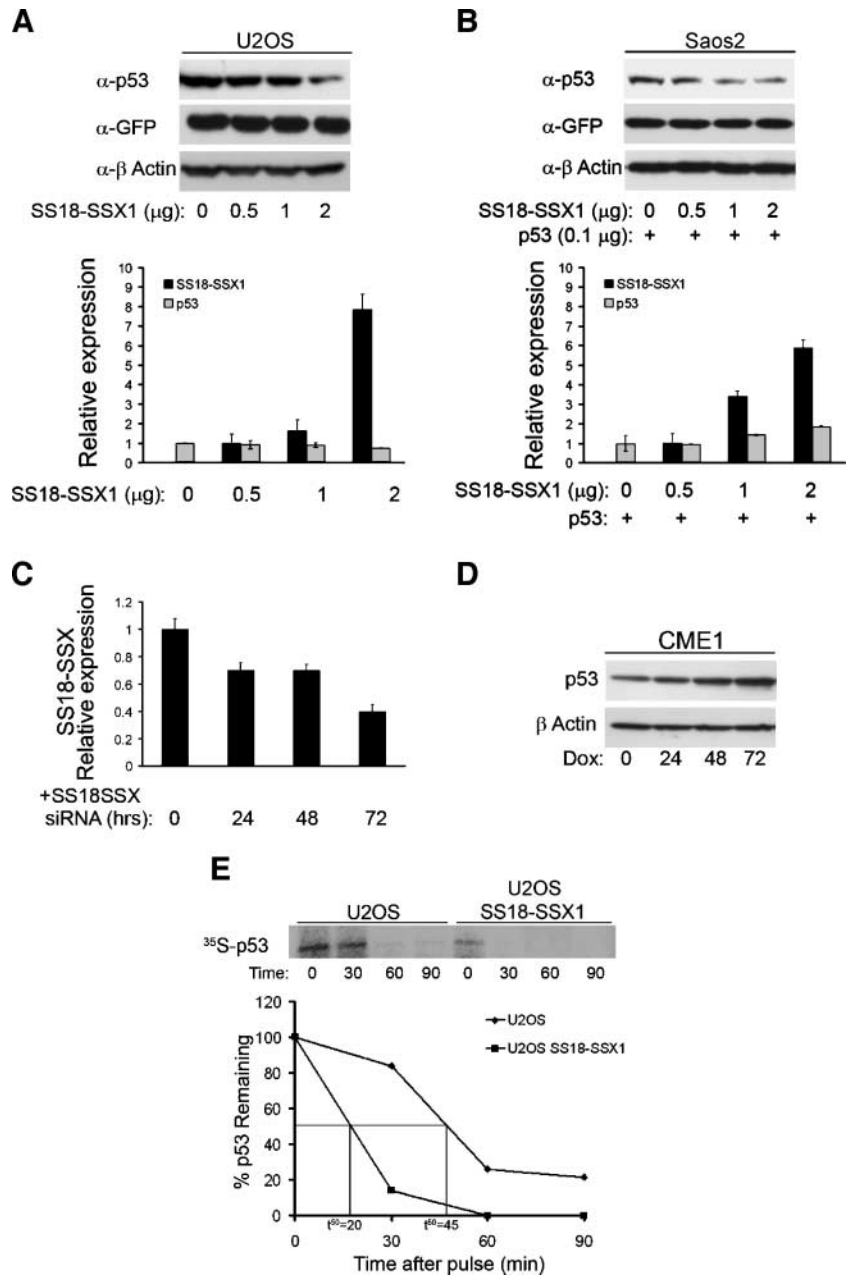 A
U2OS
α-p53
α-GFP
α-β Actin
SS18-SSX1 (μg): 0 0.5 1 2
10
9
8
7
6
5
4
3
2
1
0
Relative expression
SS18-SSX1
p53
SS18-SSX1 (μg): 0 0.5 1 2
B
Saos2
α-p53
α-GFP
α-β Actin
SS18-SSX1 (μg): 0 0.5 1 2
p53 (0.1 μg): + + + +
10
9
8
7
6
5
4
3
2
1
0
Relative expression
SS18-SSX1
p53
SS18-SSX1 (μg): 0 0.5 1 2
p53: + + + +
C
1.2
1
0.8
0.6
0.4
0.2
0
SS18-SSX
Relative expression
+SS18SSX
siRNA (hrs): 0 24 48 72
D
CME1
p53
β Actin
Dox: 0 24 48 72
E
U2OS
U2OS
SS18-SSX1
³⁵S-p53
Time: 0 30 60 90 0 30 60 90
120
100
80
60
40
20
0
% p53 Remaining
U2OS
U2OS SS18-SSX1
t⁵⁰=20 t⁵⁰=45
0 30 60 90
Time after pulse (min)